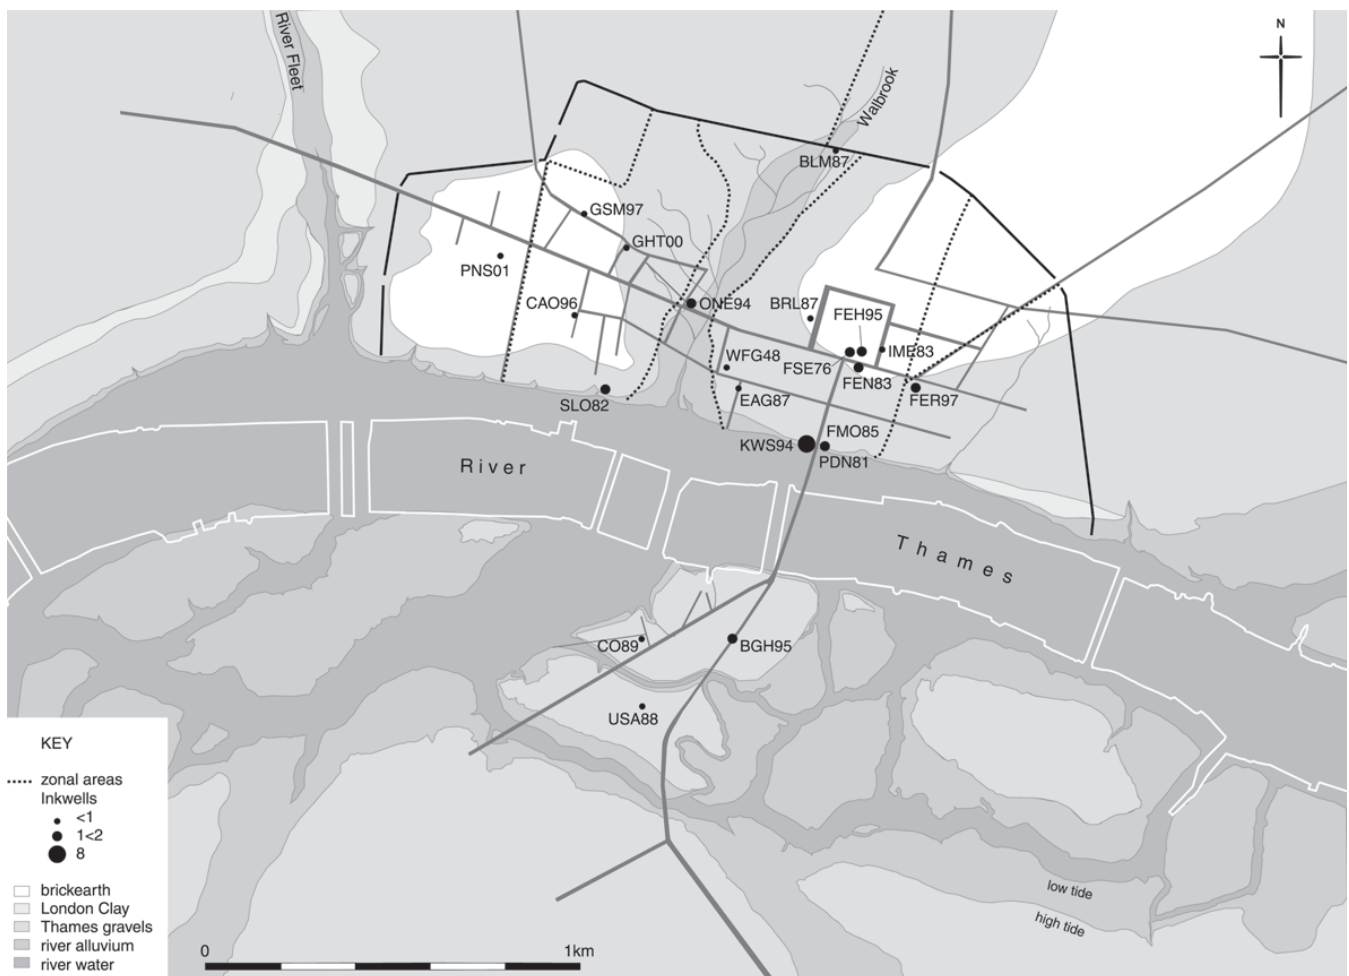 River Fleet
N
Walbrook
BLM87
GSM97
GHT00
PNS01
CAO96
ONE94
BRL87
FEH95
IME83
WFG48
FSE76
FEN83
EAG87
FER97
SLO82
KWS94
FMO85
PDN81
River
Thames
CO89
BGH95
USA88
KEY
zonal areas
Inkwells
<1
1<2
8
brickearth
London Clay
Thames gravels
river alluvium
river water
0
1km
low tide
high tide